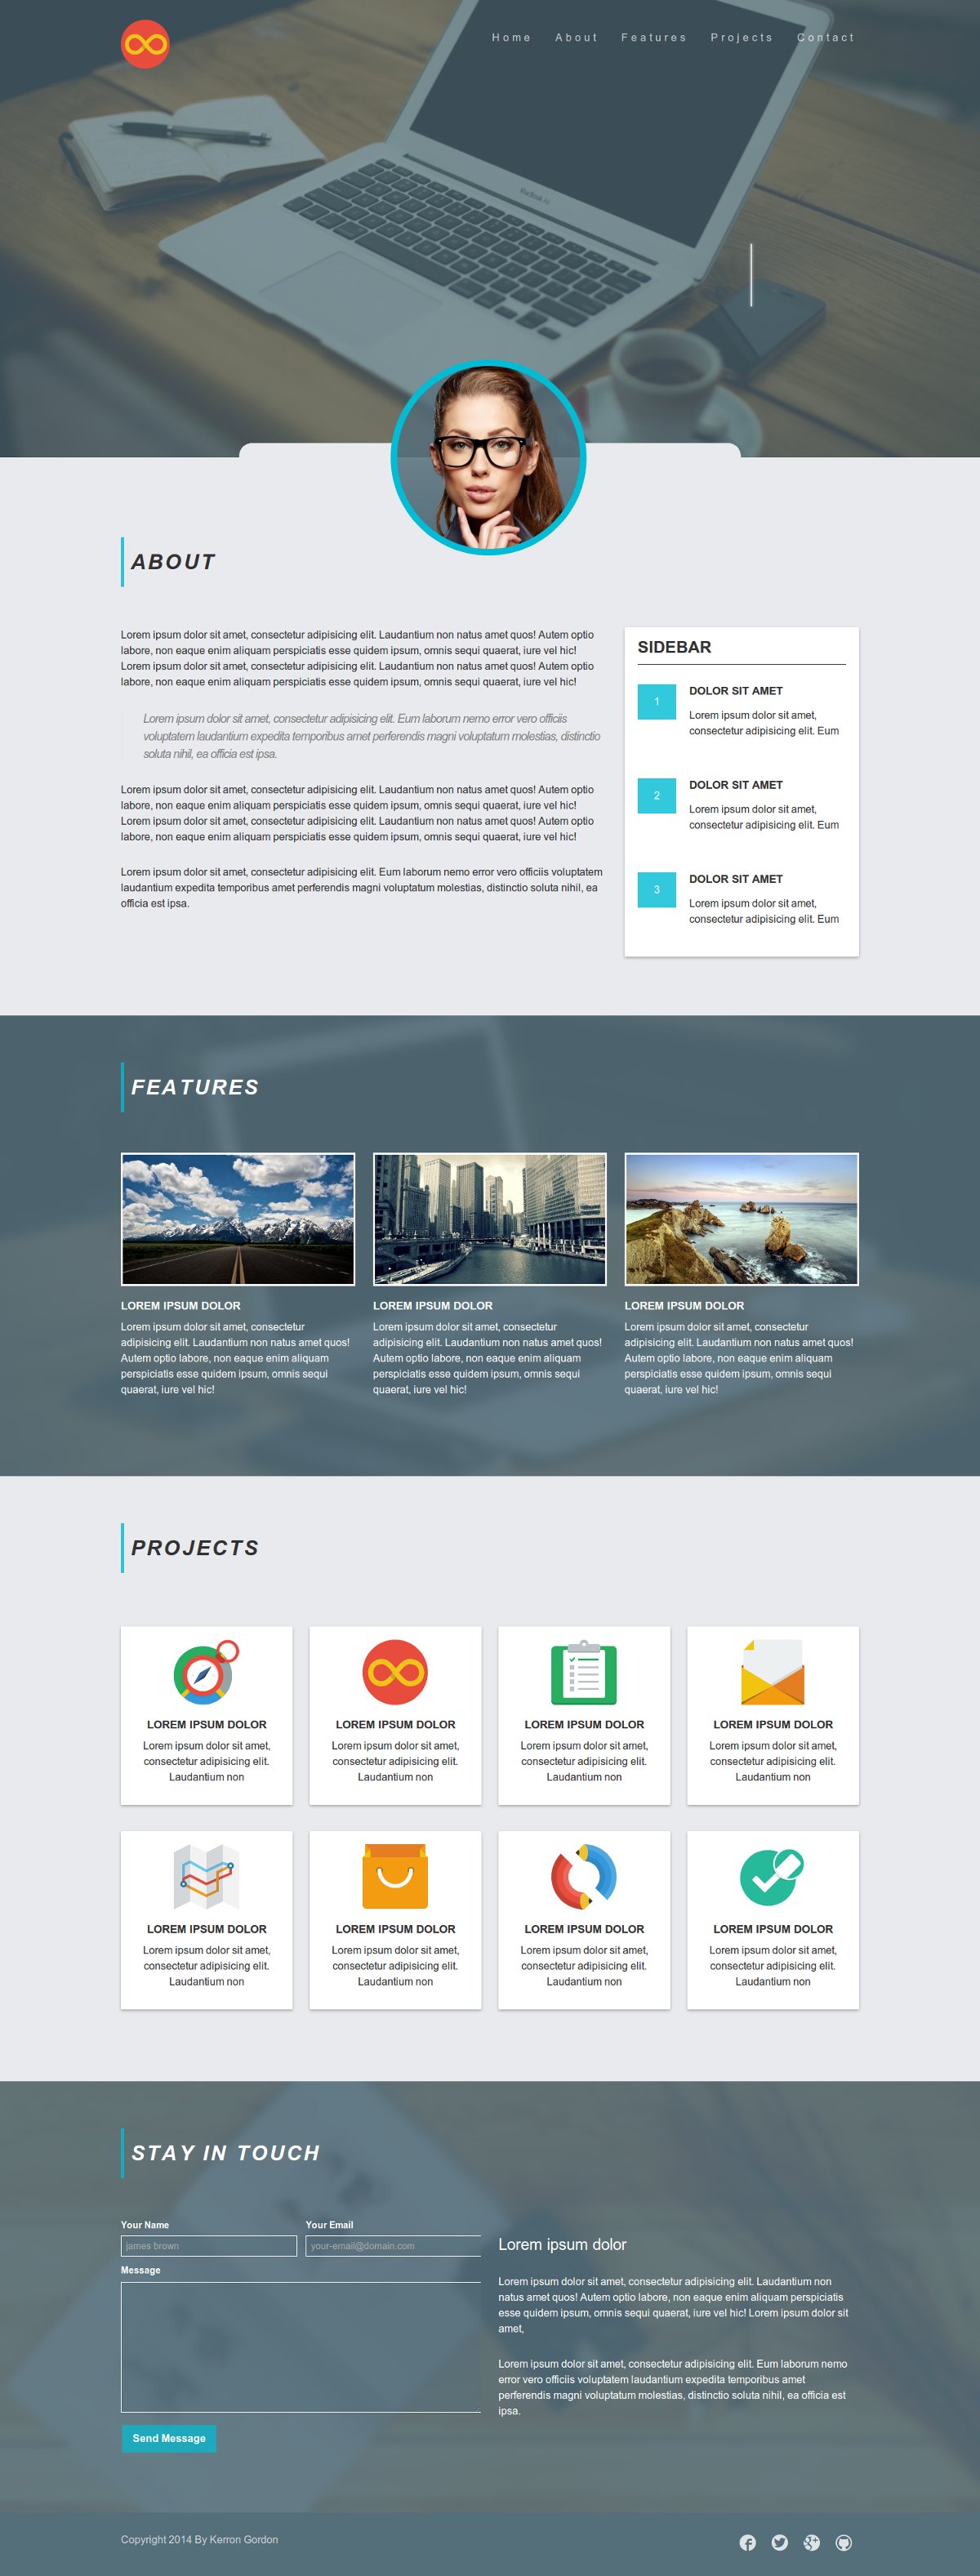 Home About Features Projects Contact
MacBook Air
ABOUT
Lorem ipsum dolor sit amet, consectetur adipisicing elit. Laudantium non natus amet quos! Autem optio
labore, non eaque enim aliquam perspiciatis esse quidem ipsum, omnis sequi quaerat, iure vel hic!
Lorem ipsum dolor sit amet, consectetur adipisicing elit. Laudantium non natus amet quos! Autem optio
labore, non eaque enim aliquam perspiciatis esse quidem ipsum, omnis sequi quaerat, iure vel hic!
Lorem ipsum dolor sit amet, consectetur adipisicing elit. Eum laborum nemo error vero officiis
voluptatem laudantium expedita temporibus amet perferendis magni voluptatum molestias, distinctio
soluta nihil, ea officia est ipsa.
Lorem ipsum dolor sit amet, consectetur adipisicing elit. Laudantium non natus amet quos! Autem optio
labore, non eaque enim aliquam perspiciatis esse quidem ipsum, omnis sequi quaerat, iure vel hic!
Lorem ipsum dolor sit amet, consectetur adipisicing elit. Laudantium non natus amet quos! Autem optio
labore, non eaque enim aliquam perspiciatis esse quidem ipsum, omnis sequi quaerat, iure vel hic!
Lorem ipsum dolor sit amet, consectetur adipisicing elit. Eum laborum nemo error vero officiis voluptatem
laudantium expedita temporibus amet perferendis magni voluptatum molestias, distinctio soluta nihil, ea
officia est ipsa.
SIDEBAR
1
DOLOR SIT AMET
Lorem ipsum dolor sit amet,
consectetur adipisicing elit. Eum
2
DOLOR SIT AMET
Lorem ipsum dolor sit amet,
consectetur adipisicing elit. Eum
3
DOLOR SIT AMET
Lorem ipsum dolor sit amet,
consectetur adipisicing elit. Eum
FEATURES
LOREM IPSUM DOLOR
Lorem ipsum dolor sit amet, consectetur
adipisicing elit. Laudantium non natus amet quos!
Autem optio labore, non eaque enim aliquam
perspiciatis esse quidem ipsum, omnis sequi
quaerat, iure vel hic!
LOREM IPSUM DOLOR
Lorem ipsum dolor sit amet, consectetur
adipisicing elit. Laudantium non natus amet quos!
Autem optio labore, non eaque enim aliquam
perspiciatis esse quidem ipsum, omnis sequi
quaerat, iure vel hic!
LOREM IPSUM DOLOR
Lorem ipsum dolor sit amet, consectetur
adipisicing elit. Laudantium non natus amet quos!
Autem optio labore, non eaque enim aliquam
perspiciatis esse quidem ipsum, omnis sequi
quaerat, iure vel hic!
PROJECTS
LOREM IPSUM DOLOR
Lorem ipsum dolor sit amet,
consectetur adipisicing elit.
Laudantium non
LOREM IPSUM DOLOR
Lorem ipsum dolor sit amet,
consectetur adipisicing elit.
Laudantium non
LOREM IPSUM DOLOR
Lorem ipsum dolor sit amet,
consectetur adipisicing elit.
Laudantium non
LOREM IPSUM DOLOR
Lorem ipsum dolor sit amet,
consectetur adipisicing elit.
Laudantium non
LOREM IPSUM DOLOR
Lorem ipsum dolor sit amet,
consectetur adipisicing elit.
Laudantium non
LOREM IPSUM DOLOR
Lorem ipsum dolor sit amet,
consectetur adipisicing elit.
Laudantium non
LOREM IPSUM DOLOR
Lorem ipsum dolor sit amet,
consectetur adipisicing elit.
Laudantium non
LOREM IPSUM DOLOR
Lorem ipsum dolor sit amet,
consectetur adipisicing elit.
Laudantium non
STAY IN TOUCH
Your Name
james brown
Your Email
your-email@domain.com
Message
Send Message
Lorem ipsum dolor
Lorem ipsum dolor sit amet, consectetur adipisicing elit. Laudantium non
natus amet quos! Autem optio labore, non eaque enim aliquam perspiciatis
esse quidem ipsum, omnis sequi quaerat, iure vel hic! Lorem ipsum dolor sit
amet,
Lorem ipsum dolor sit amet, consectetur adipisicing elit. Eum laborum nemo
error vero officiis voluptatem laudantium expedita temporibus amet
perferendis magni voluptatum molestias, distinctio soluta nihil, ea officia est
ipsa.
Copyright 2014 By Kerron Gordon